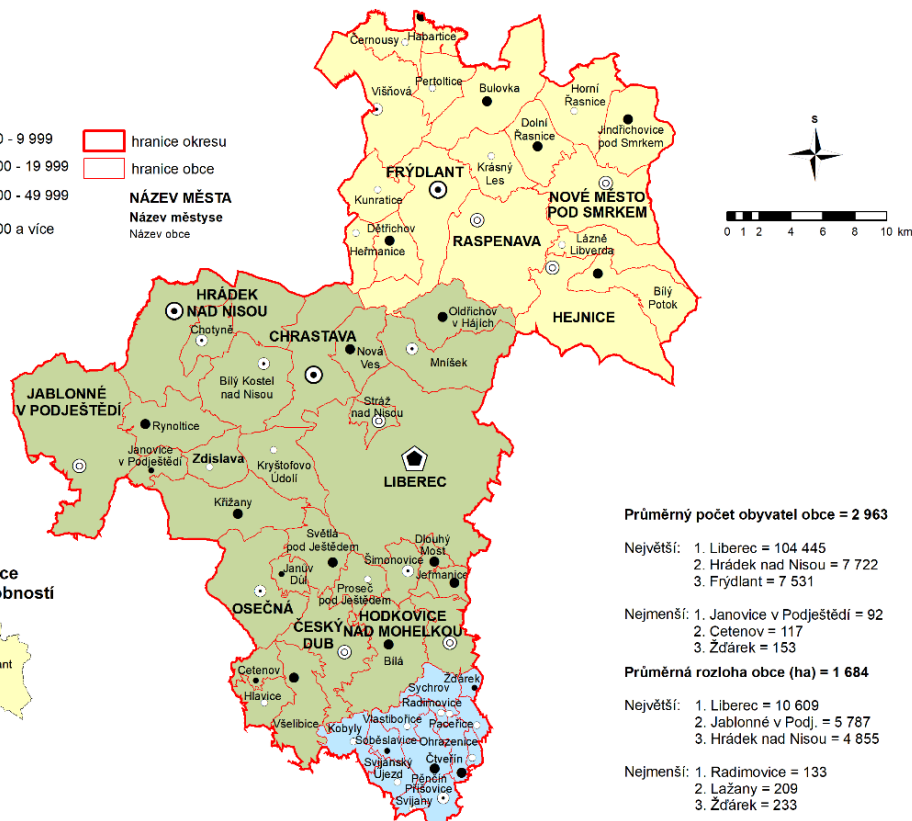 0 - 9 999
00 - 19 999
00 - 49 999
00 a více
hranice okresu
hranice obce
NÁZEV MĚSTA
Název městyse
Název obce
S
0 1 2 4 6 8 10 km
Černousy
Habartice
Pertoltice
Višňová
Bulovka
Horní
Řasnice
Dolní
Řasnice
Jindřichovice
pod Smrkem
Krásný
Les
FRÝDLANT
Kunratice
NOVÉ MĚSTO
POD SMRKEM
Dětřichov
Heřmanice
RASPENAVA
Lázně
Libverda
Bílý
Potok
HEJNICE
HRÁDEK
NAD NISOU
Chotyně
CHRASTAVA
Oldřichov
v Hájích
Nová
Ves
Mníšek
Bílý Kostel
nad Nisou
JABLONNÉ
V PODJEŠTĚDÍ
Stráž
nad Nisou
Rynoltice
Janovice
v Podještědí
Zdislava
Kryštofovo
Údolí
LIBEREC
Křižany
Světlá
pod Ještědem
Dlouhý
Most
Šimonovice
Jeřmanice
Janův
Důl
Proseč
pod Ještědem
OSEČNÁ
ČESKÝ
DUB
HODKOVICE
NAD MOHELKOU
Bílá
Cetenov
Hlavice
Všelibice
Žďárek
Sychrov
Radimovice
Vlastibořice
Paceřice
Kobyly
Soběslavice
Ohrazenice
Svijanský
Újezd
Čtveřín
Pěnčín
Příšovice
Svijany
ce
obností
ant
Průměrný počet obyvatel obce = 2 963
Největší: 1. Liberec = 104 445
2. Hrádek nad Nisou = 7 722
3. Frýdlant = 7 531
Nejmenší: 1. Janovice v Podještědí = 92
2. Cetenov = 117
3. Žďárek = 153
Průměrná rozloha obce (ha) = 1 684
Největší: 1. Liberec = 10 609
2. Jablonné v Podj. = 5 787
3. Hrádek nad Nisou = 4 855
Nejmenší: 1. Radimovice = 133
2. Lažany = 209
3. Žďárek = 233